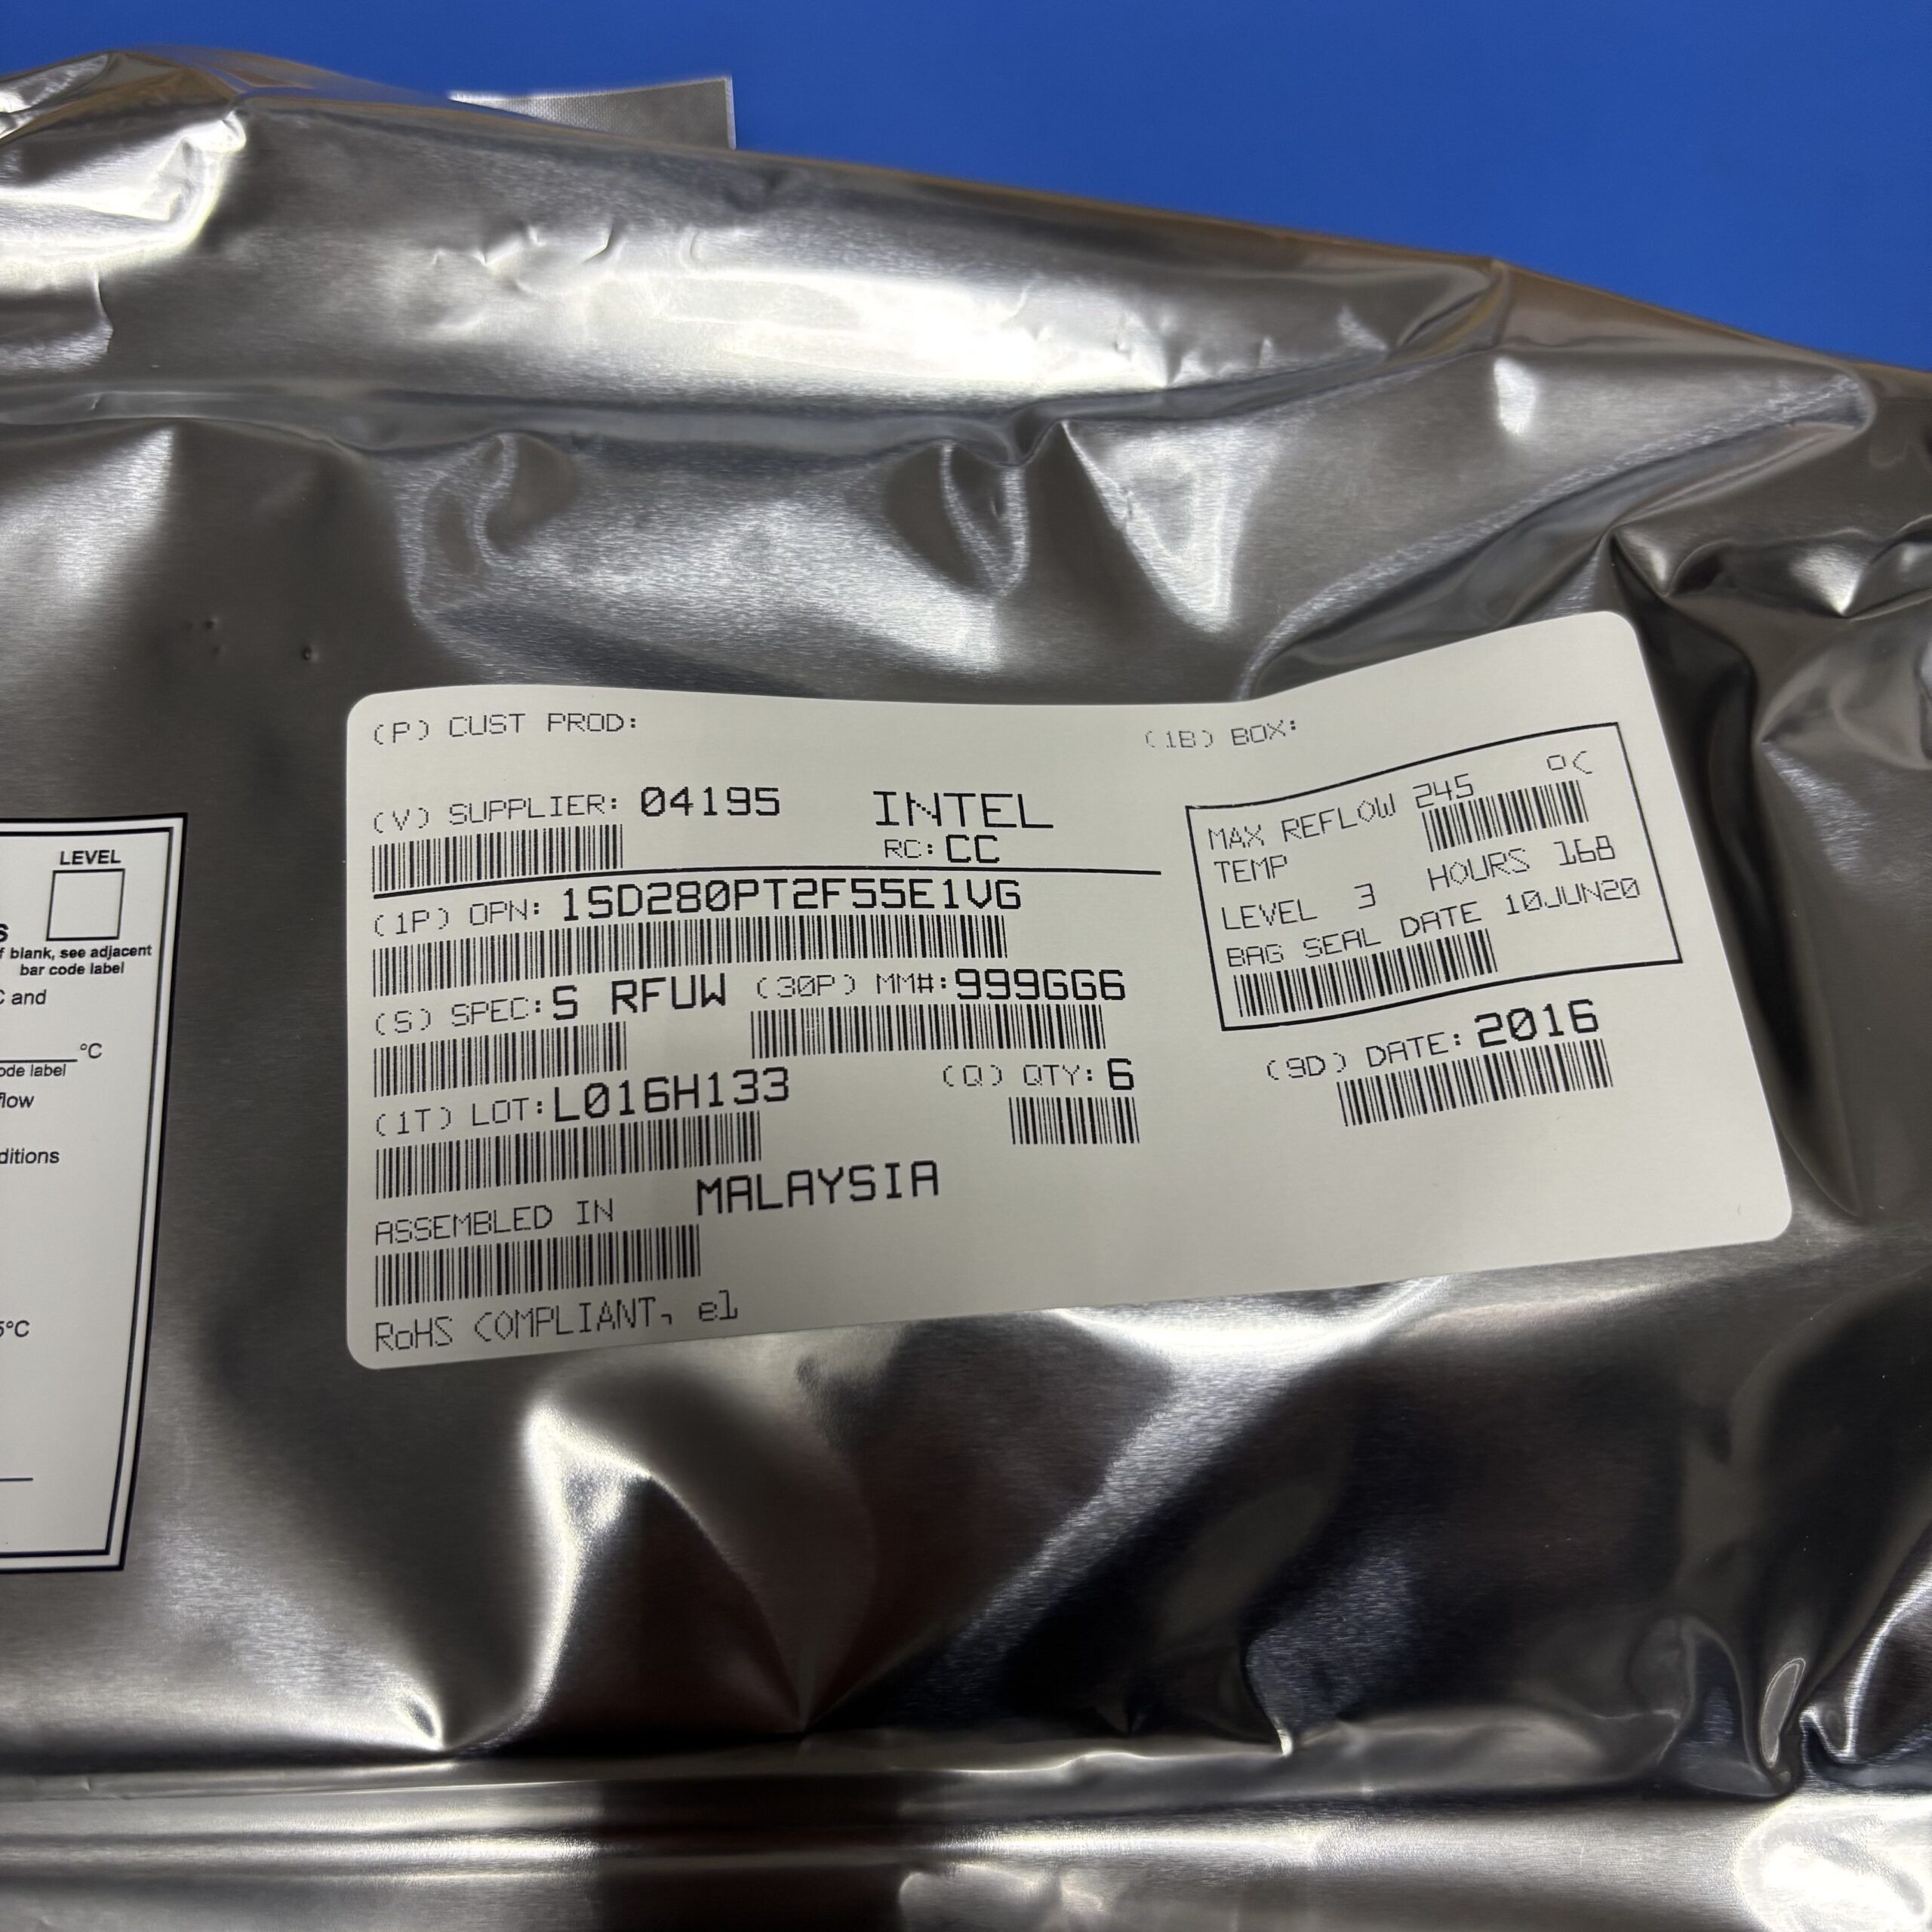 LEVEL
S
f blank, see adjacent
bar code label
C and
°C
ode label
flow
ditions
5°C
(P) CUST PROD:
(1B) BOX:
(V) SUPPLIER: 04195
INTEL
RC: CC
(1P) OPN: 1SD280PT2F55E1VG
(S) SPEC: S RFUW (30P) MM#: 999GG6
(1T) LOT: L016H133
(Q) QTY: 6
ASSEMBLED IN MALAYSIA
RoHS COMPLIANT, e1
MAX REFLOW 245 °C
TEMP
LEVEL 3 HOURS 168
BAG SEAL DATE 10JUN20
(9D) DATE: 2016